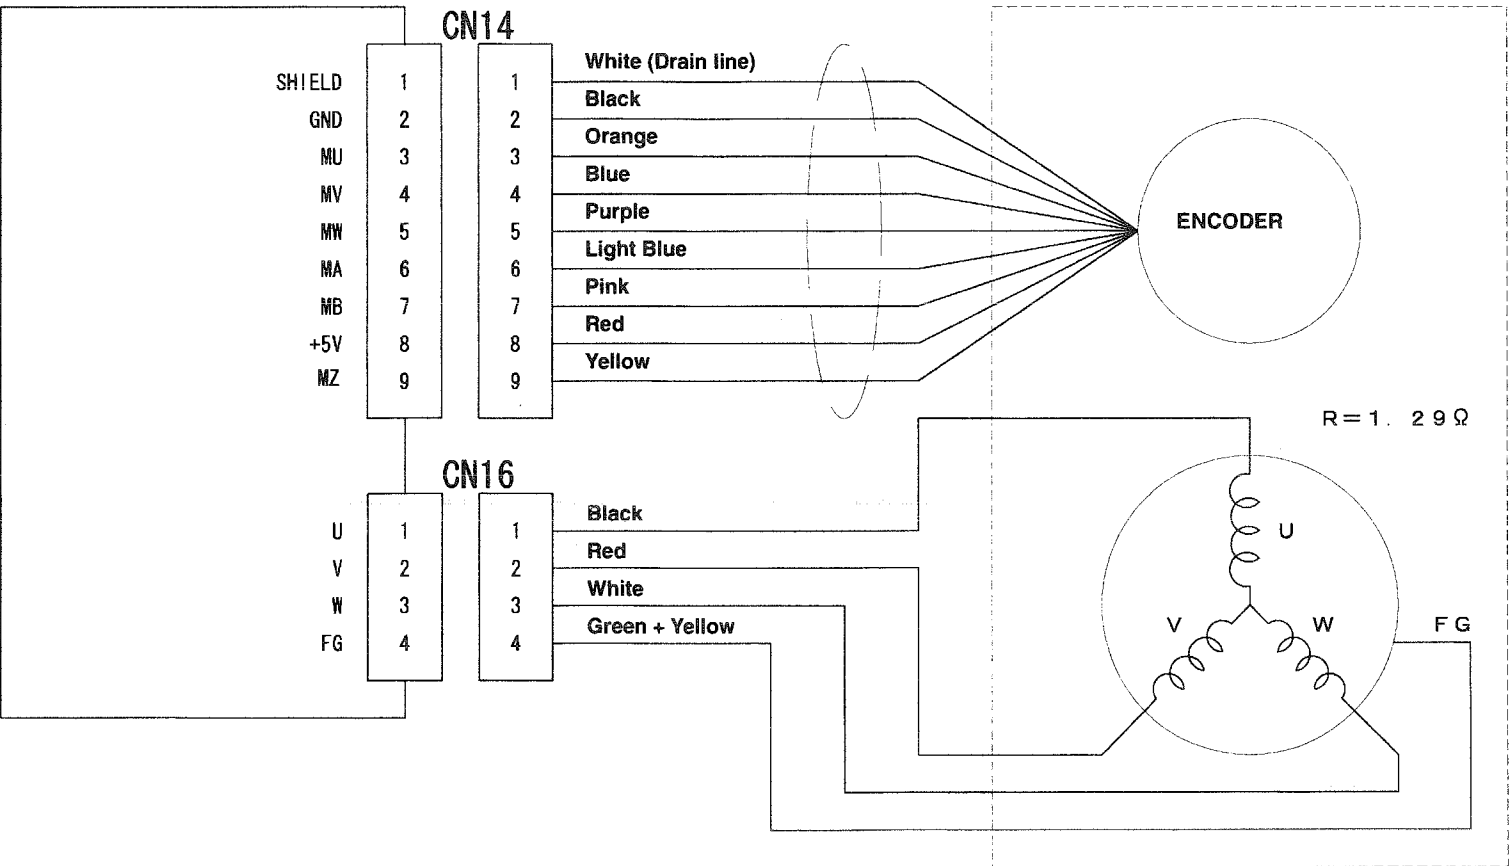 CN14
White (Drain line)
SHIELD 1 1
Black
GND 2 2
Orange
MU 3 3
Blue
MV 4 4
Purple
MW 5 5
ENCODER
Light Blue
MA 6 6
Pink
MB 7 7
Red
+5V 8 8
Yellow
MZ 9 9
R=1. 29Ω
CN16
Black
U 1 1
U
Red
V 2 2
White
W 3 3
Green + Yellow
V W FG
FG 4 4